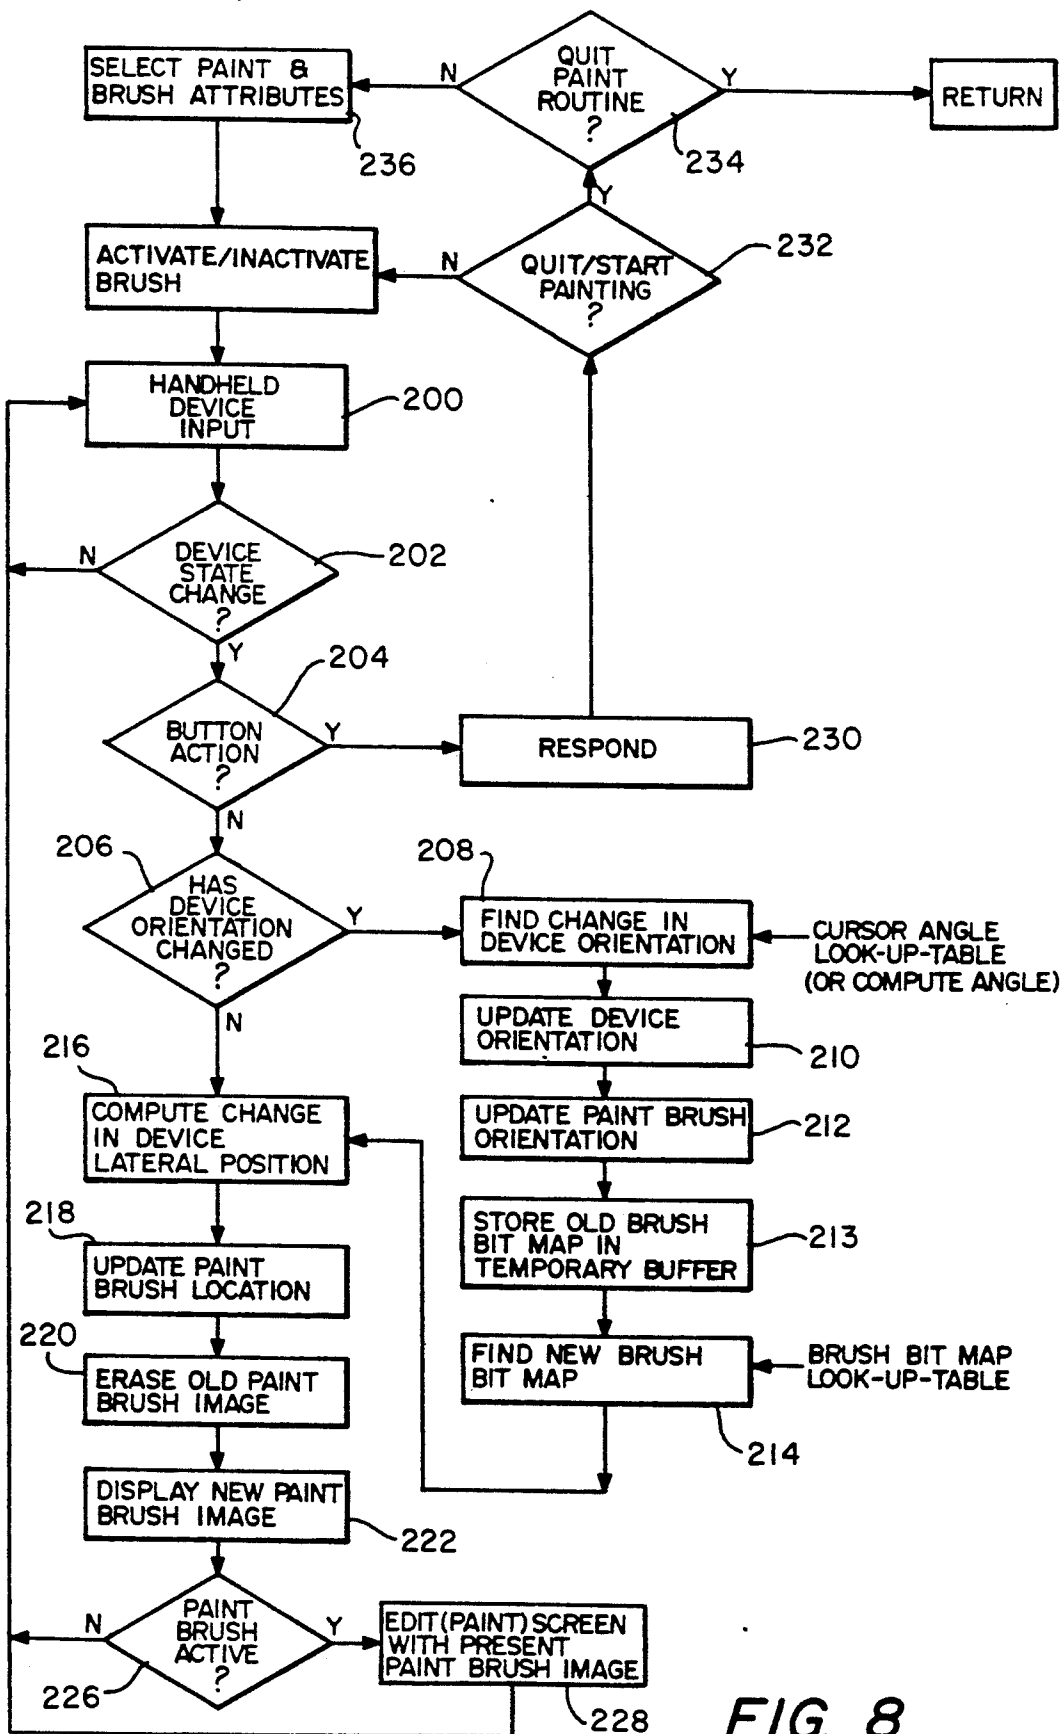 QUIT
PAINT
ROUTINE
?
N
Y
234
SELECT PAINT &
BRUSH ATTRIBUTES
236
RETURN
Y
QUIT/START
PAINTING
?
N
232
ACTIVATE/INACTIVATE
BRUSH
HANDHELD
DEVICE
INPUT
200
DEVICE
STATE
CHANGE
?
N
202
Y
204
BUTTON
ACTION
?
Y
RESPOND
230
N
206
HAS
DEVICE
ORIENTATION
CHANGED
?
Y
208
FIND CHANGE IN
DEVICE ORIENTATION
CURSOR ANGLE
LOOK-UP-TABLE
(OR COMPUTE ANGLE)
N
UPDATE DEVICE
ORIENTATION
210
216
COMPUTE CHANGE
IN DEVICE
LATERAL POSITION
UPDATE PAINT BRUSH
ORIENTATION
212
218
UPDATE PAINT
BRUSH LOCATION
STORE OLD BRUSH
BIT MAP IN
TEMPORARY BUFFER
213
220
ERASE OLD PAINT
BRUSH IMAGE
FIND NEW BRUSH
BIT MAP
BRUSH BIT MAP
LOOK-UP-TABLE
214
DISPLAY NEW PAINT
BRUSH IMAGE
222
PAINT
BRUSH
ACTIVE
?
N
Y
226
EDIT (PAINT) SCREEN
WITH PRESENT
PAINT BRUSH IMAGE
228
FIG. 8